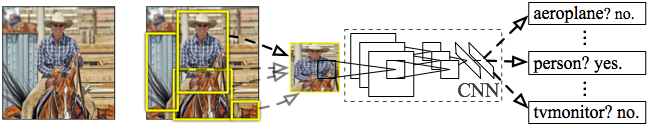 aeroplane? no.
⋮
person? yes.
⋮
CNN
tvmonitor? no.